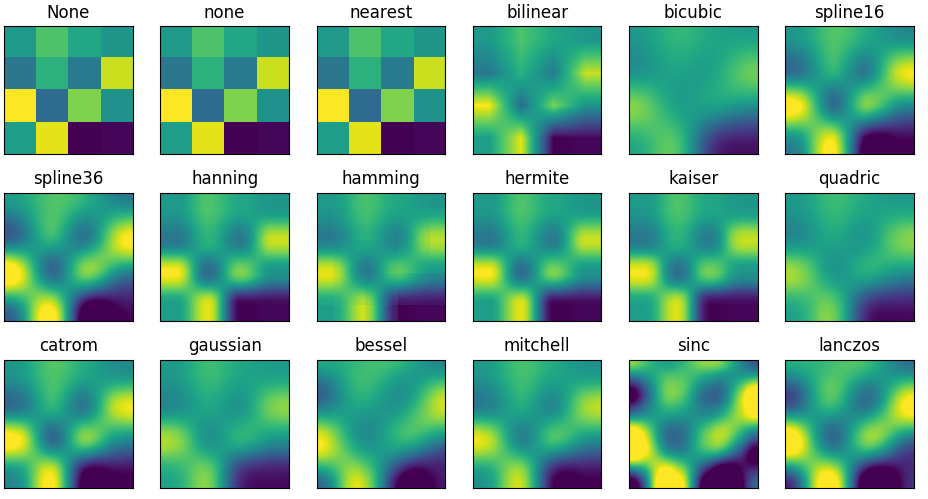 None none nearest bilinear bicubic spline16
spline36 hanning hamming hermite kaiser quadric
catrom gaussian bessel mitchell sinc lanczos